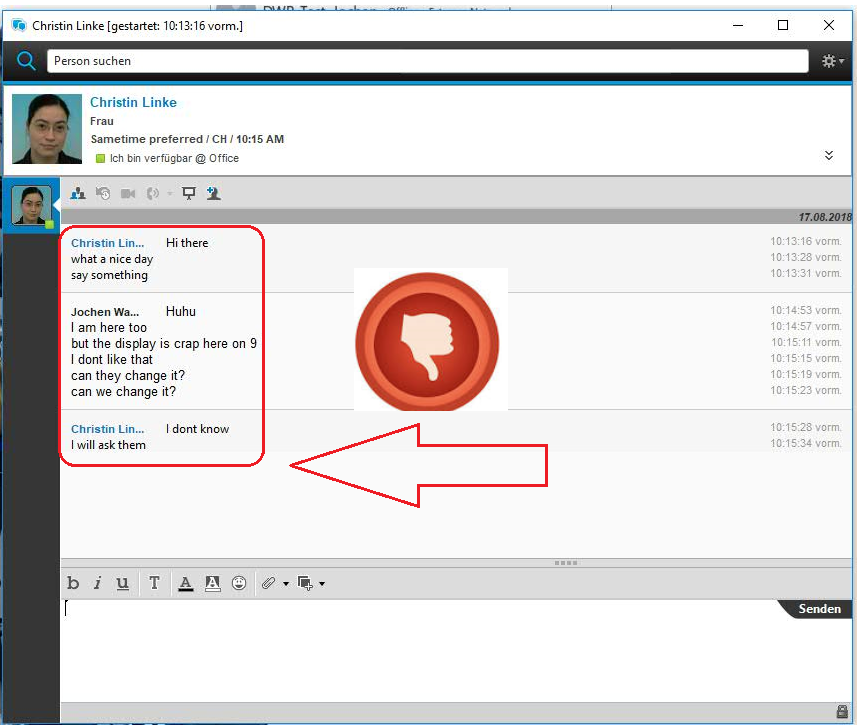 Christin Linke [gestartet: 10:13:16 vorm.]
Person suchen
Christin Linke
Frau
Sametime preferred / CH / 10:15 AM
Ich bin verfügbar @ Office
17.08.2018
Christin Lin... Hi there 10:13:16 vorm.
what a nice day 10:13:28 vorm.
say something 10:13:31 vorm.
Jochen Wa... Huhu 10:14:53 vorm.
I am here too 10:14:57 vorm.
but the display is crap here on 9 10:15:11 vorm.
I dont like that 10:15:15 vorm.
can they change it? 10:15:19 vorm.
can we change it? 10:15:23 vorm.
Christin Lin... I dont know 10:15:28 vorm.
I will ask them 10:15:34 vorm.
b i u T A A
Senden